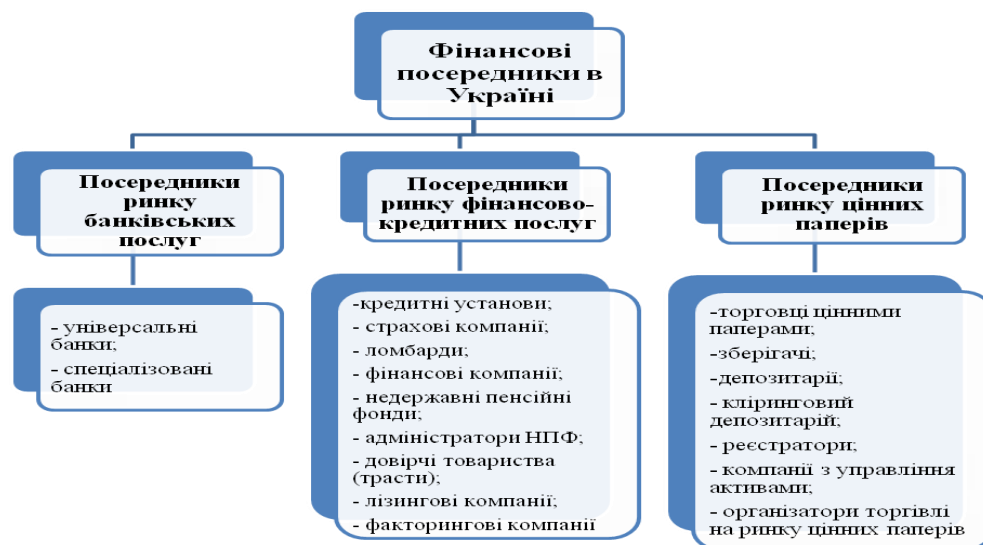 Фінансові
посередники в
Україні
Посередники
ринку
банківських
послуг
Посередники
ринку фінансово-
кредитних послуг
Посередники
ринку цінних
паперів
- універсальні
банки;
- спеціалізовані
банки
-кредитні установи;
- страхові компанії;
- ломбарди;
- фінансові компанії;
- недержавні пенсійні
фонди;
- адміністратори НПФ;
- довірчі товариства
(трасти);
- лізингові компанії;
- факторингові компанії
-торговці цінними
паперами;
-зберігачі;
-депозитарії;
- кліринговий
депозитарій;
- реєстратори;
- компанії з управління
активами;
- організатори торгівлі
на ринку цінних паперів